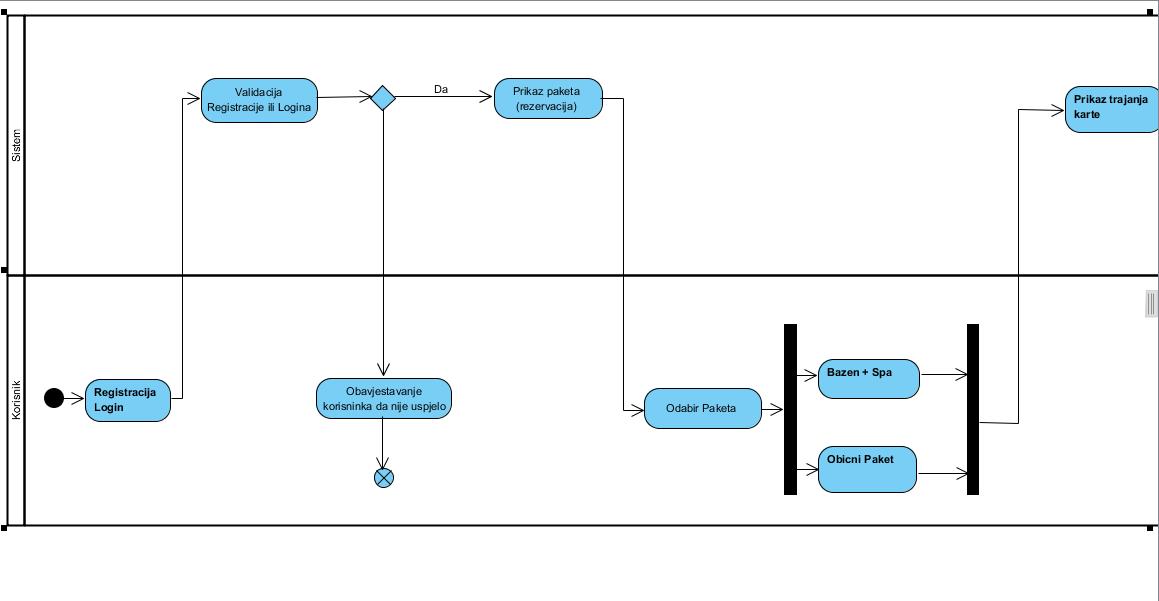 Sistem
Validacija
Registracije ili Logina
Da
Prikaz paketa
(rezervacija)
Prikaz trajanja
karte
Korisnik
Registracija
Login
Obavjestavanje
korisninka da nije uspjelo
Odabir Paketa
Bazen + Spa
Obicni Paket